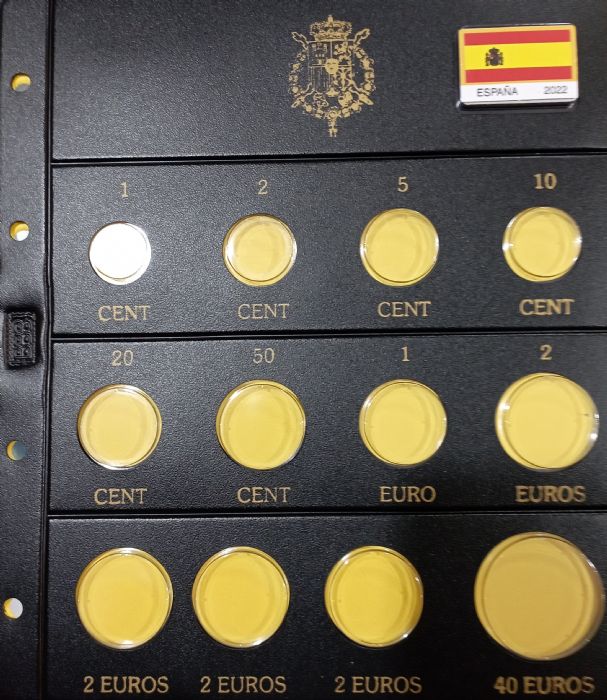 ESPAÑA 2022
1 2 5 10
CENT CENT CENT CENT
20 50 1 2
CENT CENT EURO EUROS
2 EUROS 2 EUROS 2 EUROS 40 EUROS